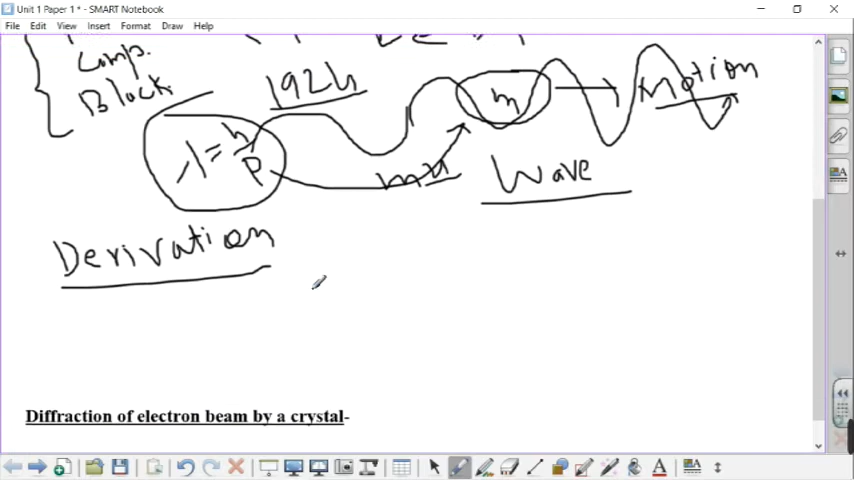 Unit 1 Paper 1 * - SMART Notebook
File Edit View Insert Format Draw Help
Comp.
Block
1924
m
Motion
λ = h/p
mu
Wave
Derivation
Diffraction of electron beam by a crystal-